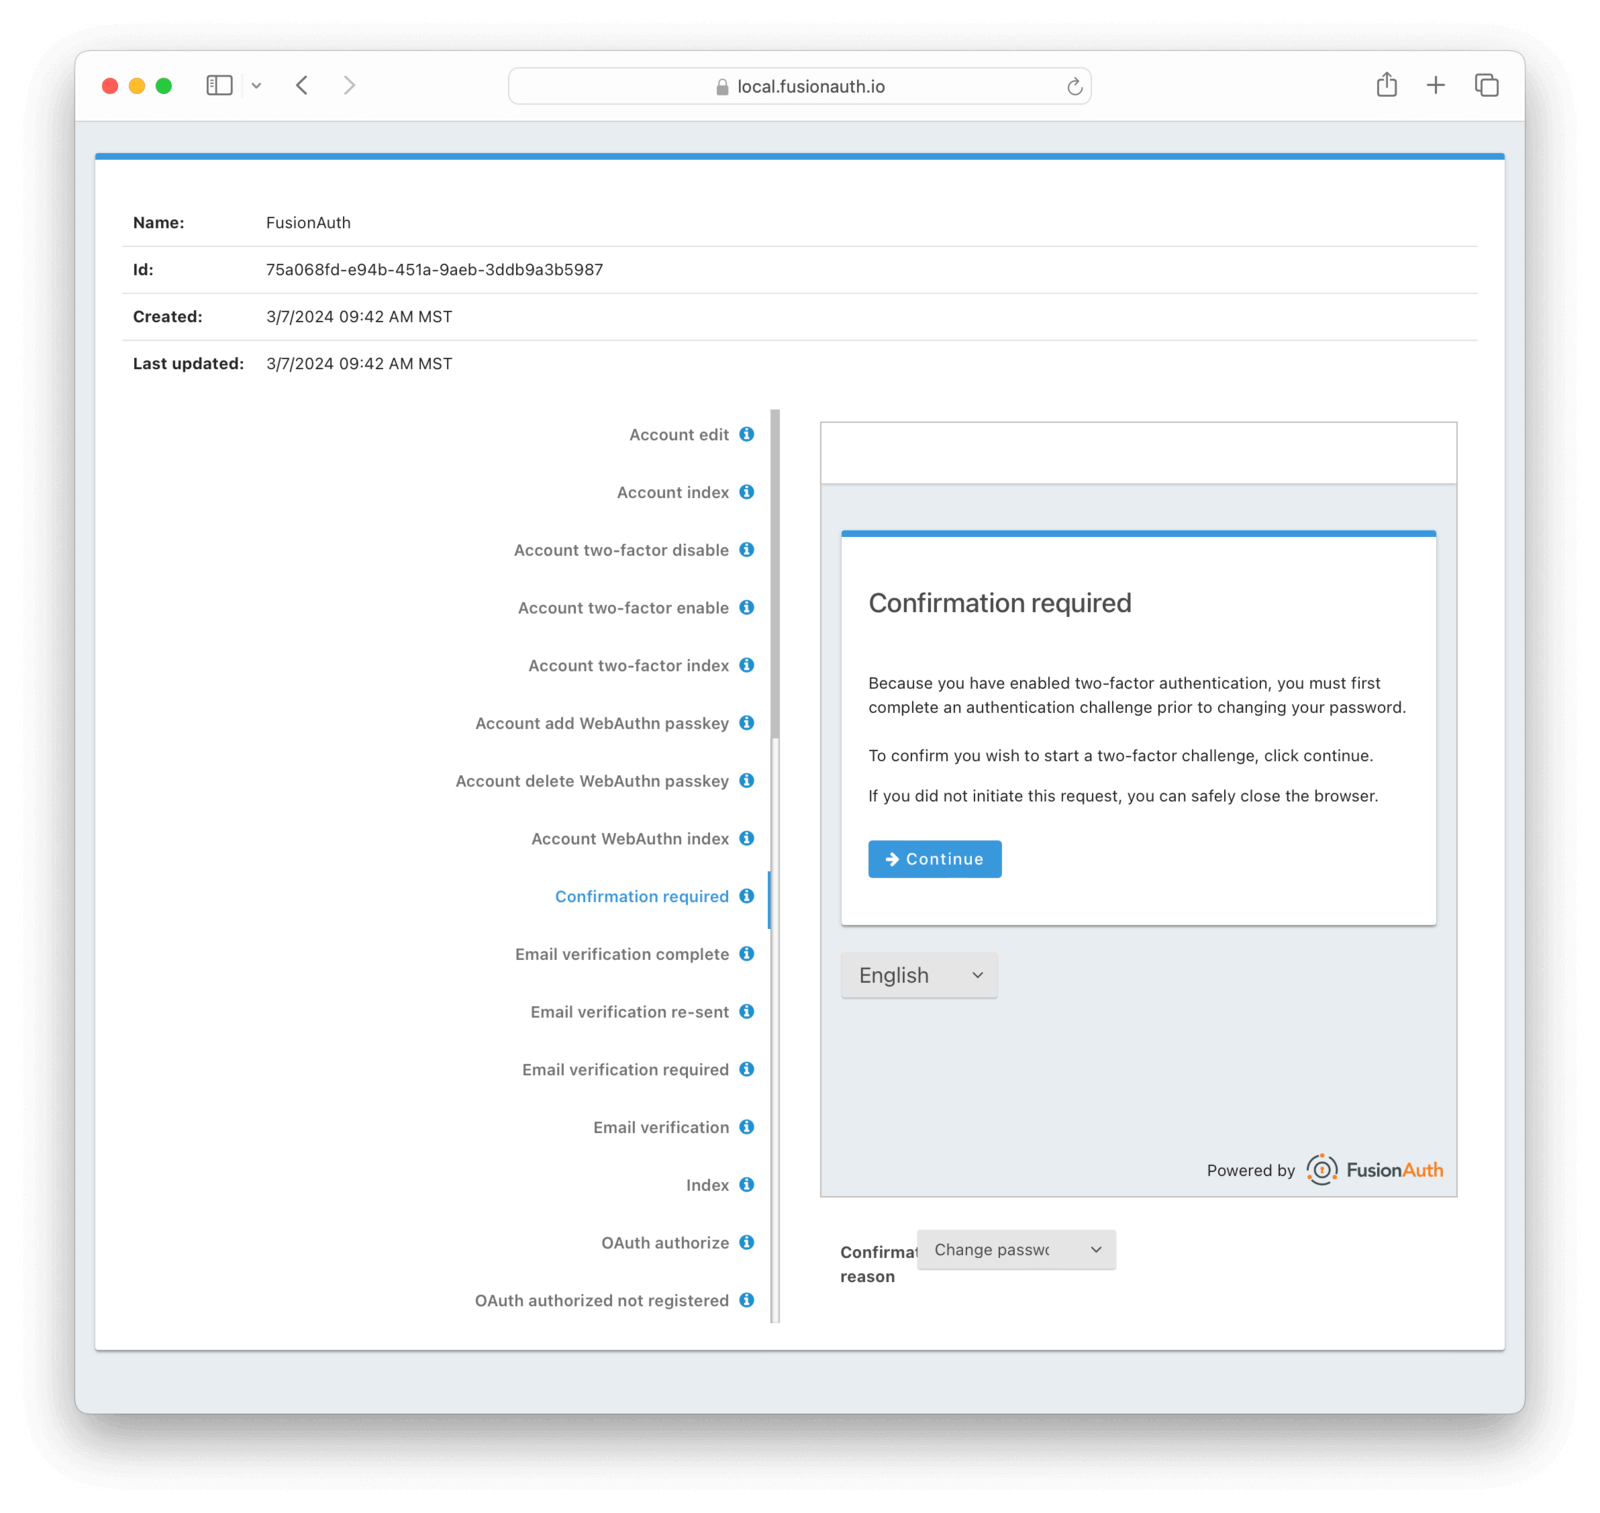 local.fusionauth.io
Name: FusionAuth
Id: 75a068fd-e94b-451a-9aeb-3ddb9a3b5987
Created: 3/7/2024 09:42 AM MST
Last updated: 3/7/2024 09:42 AM MST
Account edit
Account index
Account two-factor disable
Account two-factor enable
Account two-factor index
Account add WebAuthn passkey
Account delete WebAuthn passkey
Account WebAuthn index
Confirmation required
Email verification complete
Email verification re-sent
Email verification required
Email verification
Index
OAuth authorize
OAuth authorized not registered
Confirmation required
Because you have enabled two-factor authentication, you must first
complete an authentication challenge prior to changing your password.
To confirm you wish to start a two-factor challenge, click continue.
If you did not initiate this request, you can safely close the browser.
Continue
English
Powered by FusionAuth
Confirmat Change passwo
reason